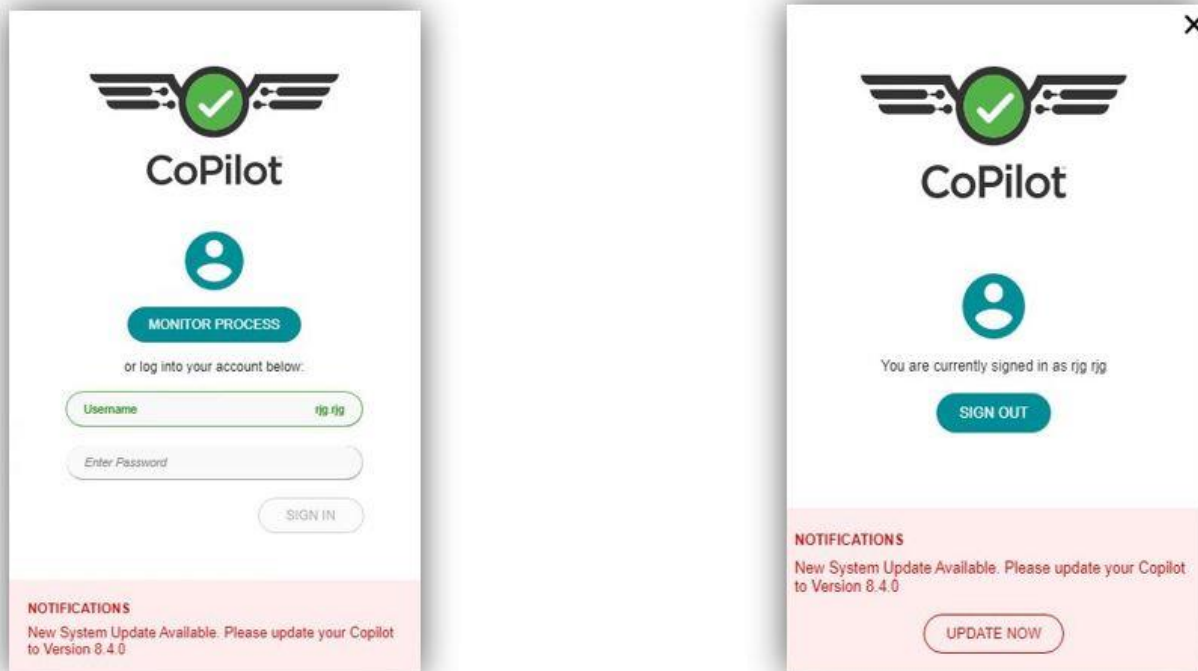 CoPilot
MONITOR PROCESS
or log into your account below:
Username rjg.rjg
Enter Password
SIGN IN
NOTIFICATIONS
New System Update Available. Please update your Copilot
to Version 8.4.0
CoPilot
You are currently signed in as rjg rjg
SIGN OUT
NOTIFICATIONS
New System Update Available. Please update your Copilot
to Version 8.4.0
UPDATE NOW